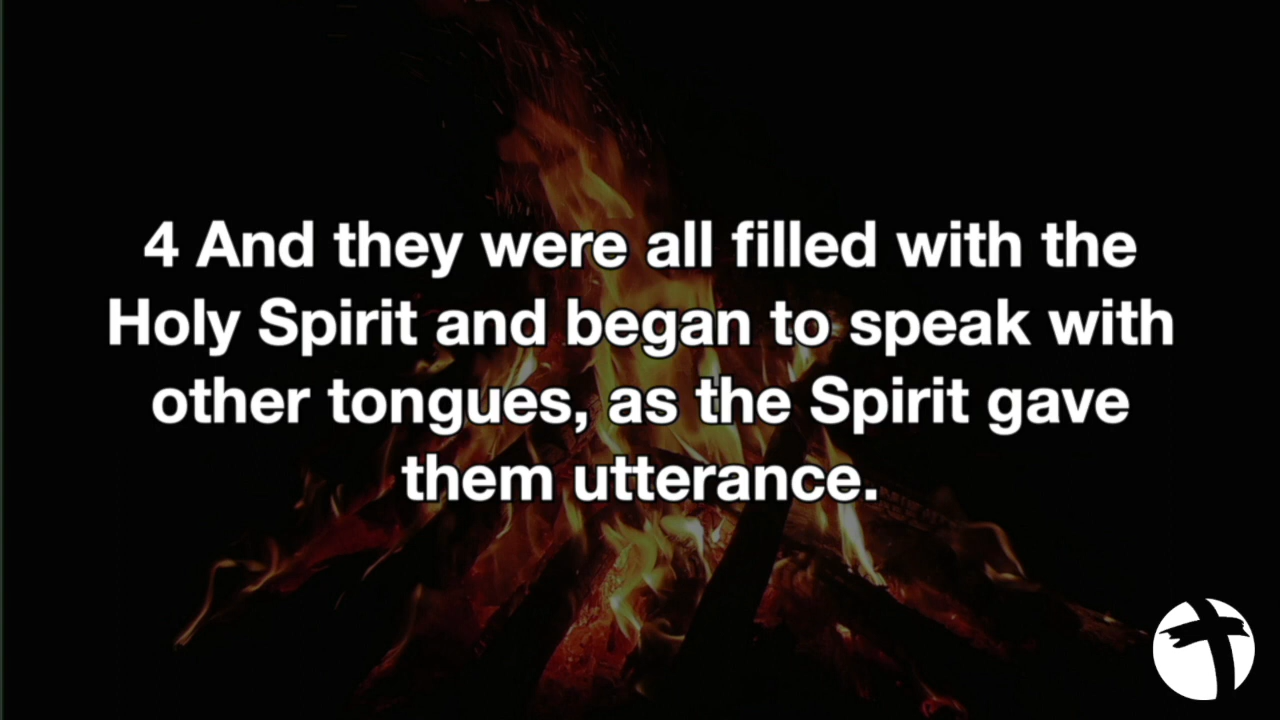 4 And they were all filled with the
Holy Spirit and began to speak with
other tongues, as the Spirit gave
them utterance.